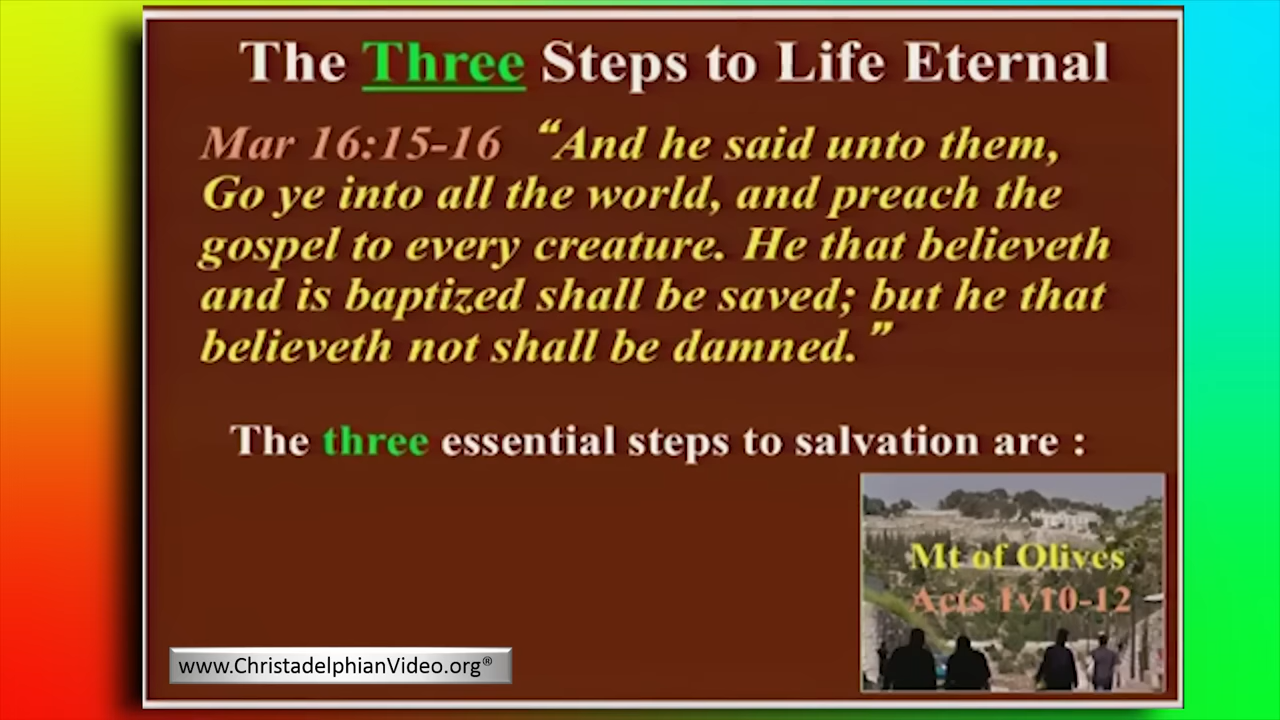 The Three Steps to Life Eternal
Mar 16:15-16 “And he said unto them,
Go ye into all the world, and preach the
gospel to every creature. He that believeth
and is baptized shall be saved; but he that
believeth not shall be damned.”
The three essential steps to salvation are :
Mt of Olives
Acts 1v10-12
www.ChristadelphianVideo.org®